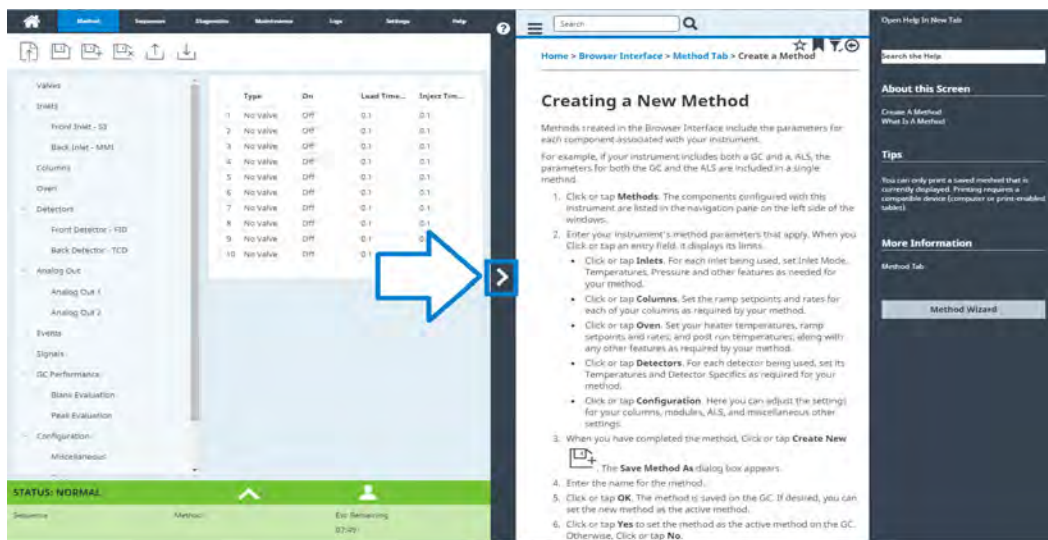 Method
Sequences
Diagnostics
Maintenance
Logs
Settings
Help
Valves
Inlets
Front Inlet - SS
Back Inlet - MMI
Columns
Oven
Detectors
Front Detector - FID
Back Detector - TCD
Analog Out
Analog Out 1
Analog Out 2
Events
Signals
GC Performance
Blank Evaluation
Peak Evaluation
Configuration
Miscellaneous
Type On Load Time... Inject Tim...
1 No Valve Off 0.1 0.1
2 No Valve Off 0.1 0.1
3 No Valve Off 0.1 0.1
4 No Valve Off 0.1 0.1
5 No Valve Off 0.1 0.1
6 No Valve Off 0.1 0.1
7 No Valve Off 0.1 0.1
8 No Valve Off 0.1 0.1
9 No Valve Off 0.1
10 No Valve Off 0.1
STATUS: NORMAL
Sequence
Method
Est. Remaining
?
Search
Home > Browser Interface > Method Tab > Create a Method
Creating a New Method
Methods created in the Browser Interface include the parameters for
each component associated with your instrument.
For example, if your instrument includes both a GC and a, ALS, the
parameters for both the GC and the ALS are included in a single
method.
1. Click or tap Methods. The components configured with this
instrument are listed in the navigation pane on the left side of the
windows.
2. Enter your instrument's method parameters that apply. When you
Click or tap an entry field, it displays its limits.
• Click or tap Inlets. For each inlet being used, set Inlet Mode,
Temperatures, Pressure and other features as needed for
your method.
• Click or tap Columns. Set the ramp setpoints and rates for
each of your columns as required by your method.
• Click or tap Oven. Set your heater temperatures, ramp
setpoints and rates, and post run temperatures, along with
any other features as required by your method.
• Click or tap Detectors. For each detector being used, set its
Temperatures and Detector Specifics as required for your
method.
• Click or tap Configuration. Here you can adjust the settings
for your columns, modules, ALS, and miscellaneous other
settings.
3. When you have completed the method, Click or tap Create New
. The Save Method As dialog box appears.
4. Enter the name for the method.
5. Click or tap OK. The method is saved on the GC. If desired, you can
set the new method as the active method.
6. Click or tap Yes to set the method as the active method on the GC.
Otherwise, Click or tap No.
Open Help In New Tab
Search the Help
About this Screen
Create A Method
What Is A Method
Tips
You can only print a saved method that is
currently displayed. Printing requires a
compatible device (computer or print-enabled
tablet).
More Information
Method Tab
Method Wizard